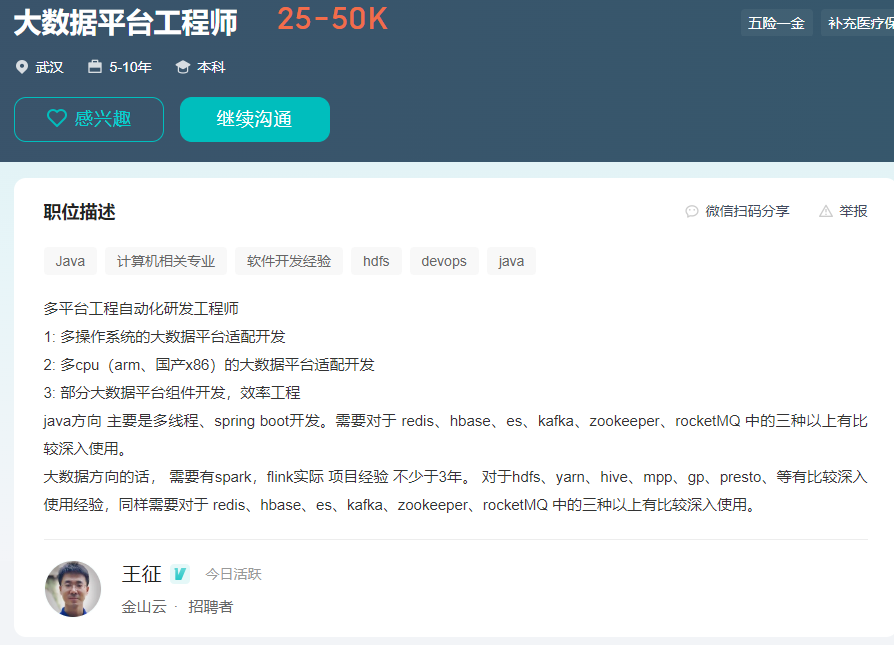 大数据平台工程师 25-50K
五险一金 补充医疗保
武汉 5-10年 本科
感兴趣 继续沟通
职位描述
微信扫码分享 举报
Java 计算机相关专业 软件开发经验 hdfs devops java
多平台工程自动化研发工程师
1: 多操作系统的大数据平台适配开发
2: 多cpu（arm、国产x86）的大数据平台适配开发
3: 部分大数据平台组件开发，效率工程
java方向 主要是多线程、spring boot开发。需要对于 redis、hbase、es、kafka、zookeeper、rocketMQ 中的三种以上有比
较深入使用。
大数据方向的话， 需要有spark，flink实际 项目经验 不少于3年。 对于hdfs、yarn、hive、mpp、gp、presto、等有比较深入
使用经验，同样需要对于 redis、hbase、es、kafka、zookeeper、rocketMQ 中的三种以上有比较深入使用。
王征 V 今日活跃
金山云 · 招聘者